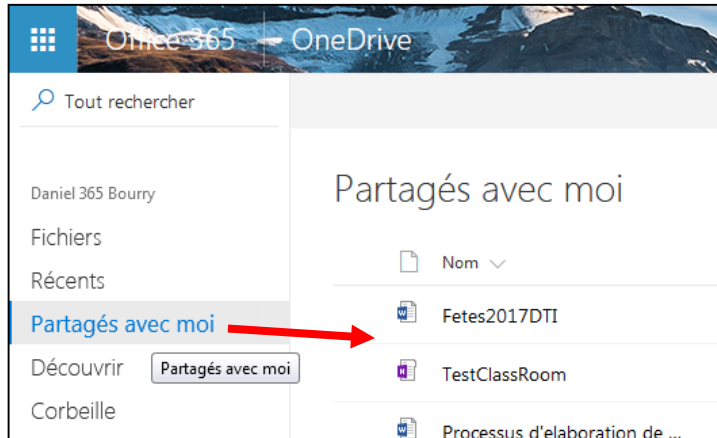 Office 365 OneDrive
Tout rechercher
Daniel 365 Bourry
Fichiers
Récents
Partagés avec moi
Découvrir
Partagés avec moi
Corbeille
Partagés avec moi
Nom
Fetes2017DTI
TestClassRoom
Processus d'elaboration de ...